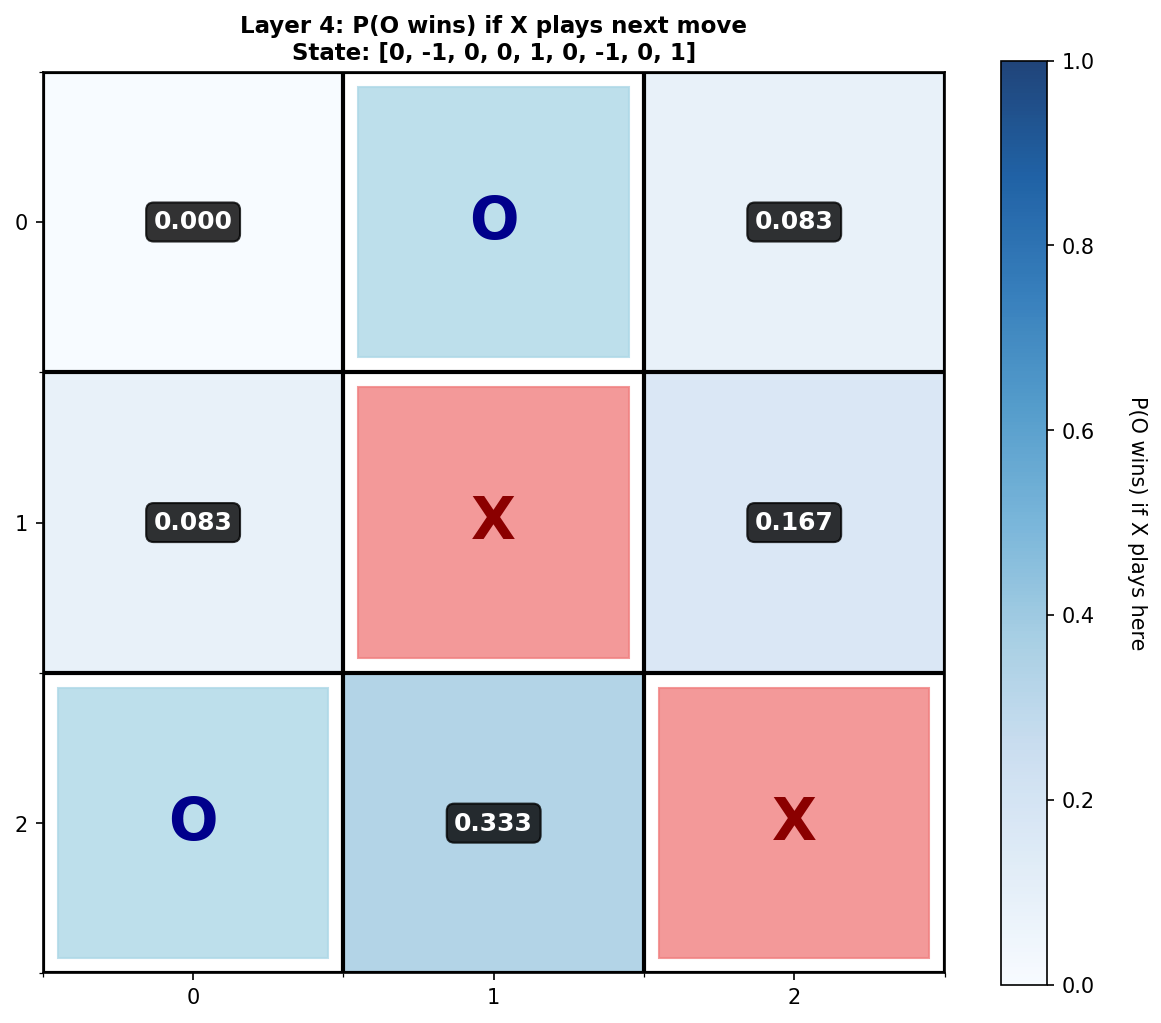 Layer 4: P(O wins) if X plays next move
State: [0, -1, 0, 0, 1, 0, -1, 0, 1]
0.000
O
0.083
0.083
X
0.167
O
0.333
X
0
1
2
0
1
2
1.0
0.8
0.6
0.4
0.2
0.0
P(O wins) if X plays here